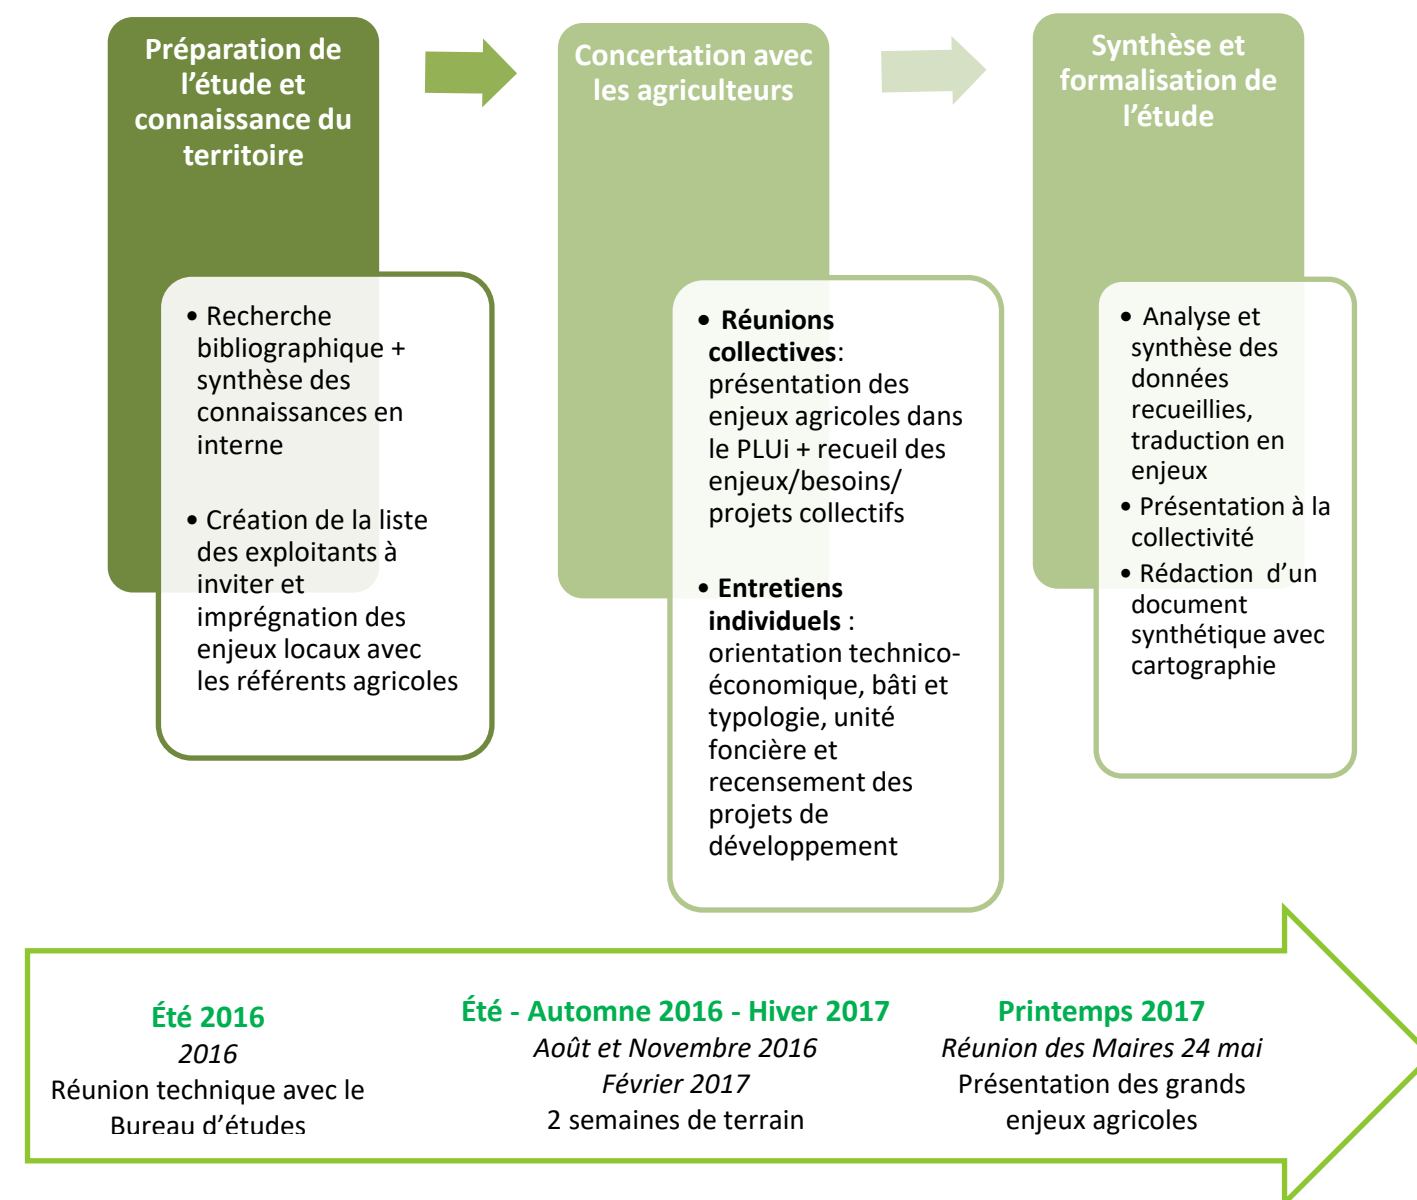 Préparation de
l’étude et
connaissance du
territoire
• Recherche
bibliographique +
synthèse des
connaissances en
interne
• Création de la liste
des exploitants à
inviter et
imprégnation des
enjeux locaux avec
les référents agricoles
Concertation avec
les agriculteurs
• Réunions
collectives:
présentation des
enjeux agricoles dans
le PLUi + recueil des
enjeux/besoins/
projets collectifs
• Entretiens
individuels :
orientation technico-
économique, bâti et
typologie, unité
foncière et
recensement des
projets de
développement
Synthèse et
formalisation de
l’étude
• Analyse et
synthèse des
données
recueillies,
traduction en
enjeux
• Présentation à la
collectivité
• Rédaction d’un
document
synthétique avec
cartographie
Été 2016
2016
Réunion technique avec le
Bureau d’études
Été - Automne 2016 - Hiver 2017
Août et Novembre 2016
Février 2017
2 semaines de terrain
Printemps 2017
Réunion des Maires 24 mai
Présentation des grands
enjeux agricoles